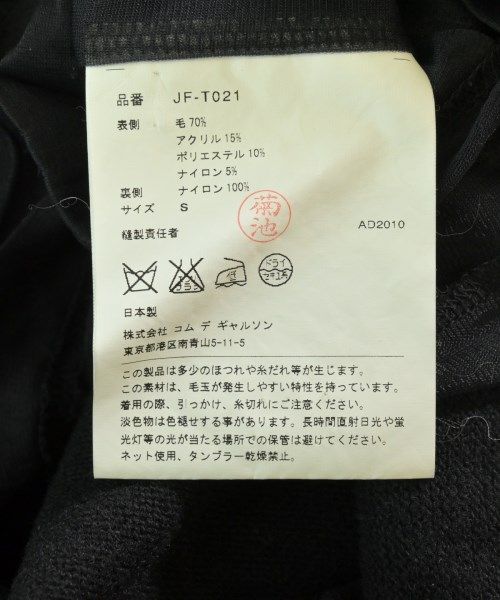 品番 JF-T021
表側 毛 70%
アクリル 15%
ポリエステル 10%
ナイロン 5%
裏側 ナイロン 100%
サイズ S
菊池
縫製責任者
AD2010
ドライ
日本製
株式会社 コム デ ギャルソン
東京都港区南青山5-11-5
この製品は多少のほつれや糸だれ等が生じます。
この素材は、毛玉が発生しやすい特性を持っています。
着用の際、引っかけ、糸切れにご注意ください。
淡色物は色褪せする事があります。長時間直射日光や蛍
光灯等の光が当たる場所での保管は避けてください。
ネット使用、タンブラー乾燥禁止。